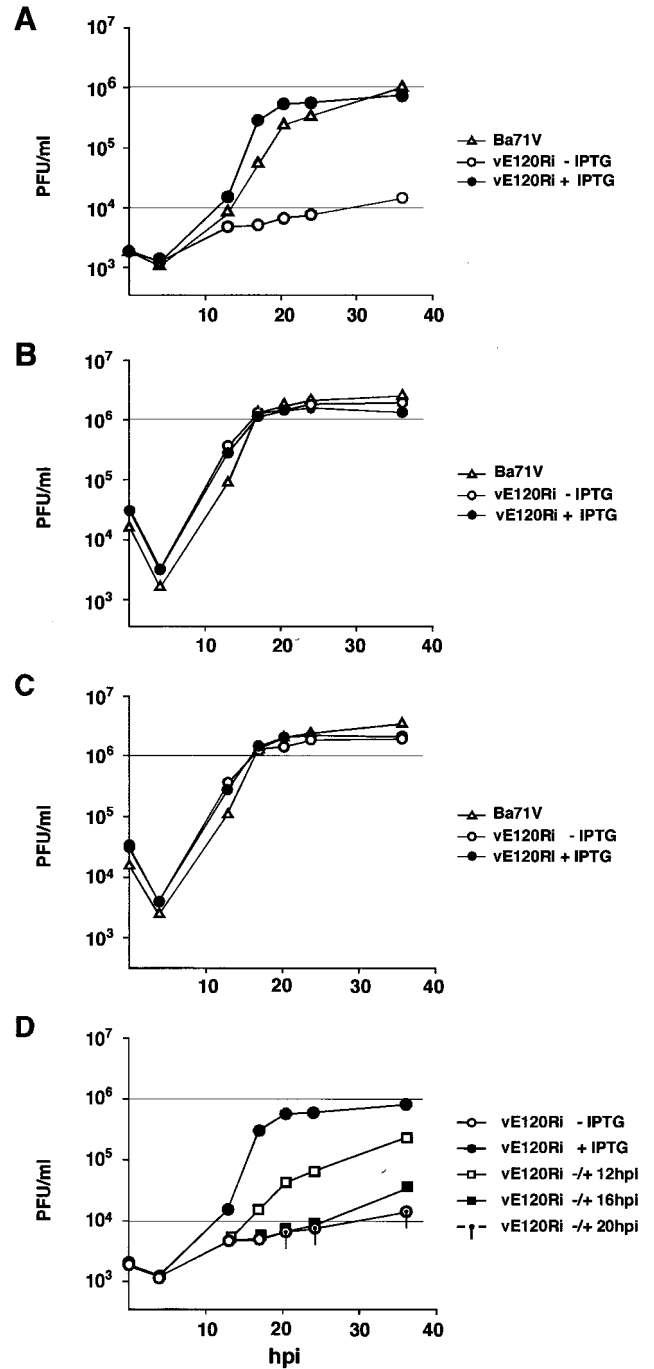 A
10⁷
10⁶
10⁵
10⁴
10³
PFU/ml
10 20 30 40
Ba71V
vE120Ri - IPTG
vE120Ri + IPTG
B
10⁷
10⁶
10⁵
10⁴
10³
PFU/ml
10 20 30 40
Ba71V
vE120Ri - IPTG
vE120Ri + IPTG
C
10⁷
10⁶
10⁵
10⁴
10³
PFU/ml
10 20 30 40
Ba71V
vE120Ri - IPTG
vE120Ri + IPTG
D
10⁷
10⁶
10⁵
10⁴
10³
PFU/ml
10 20 30 40
hpi
vE120Ri - IPTG
vE120Ri + IPTG
vE120Ri -/+ 12hpi
vE120Ri -/+ 16hpi
vE120Ri -/+ 20hpi